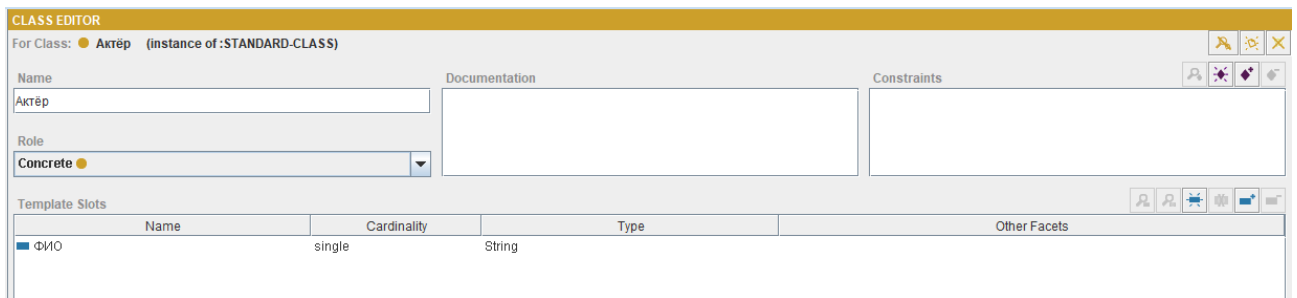 CLASS EDITOR
For Class: Актёр (instance of :STANDARD-CLASS)
Name Documentation Constraints
Актёр
Role
Concrete
Template Slots
Name Cardinality Type Other Facets
ФИО single String